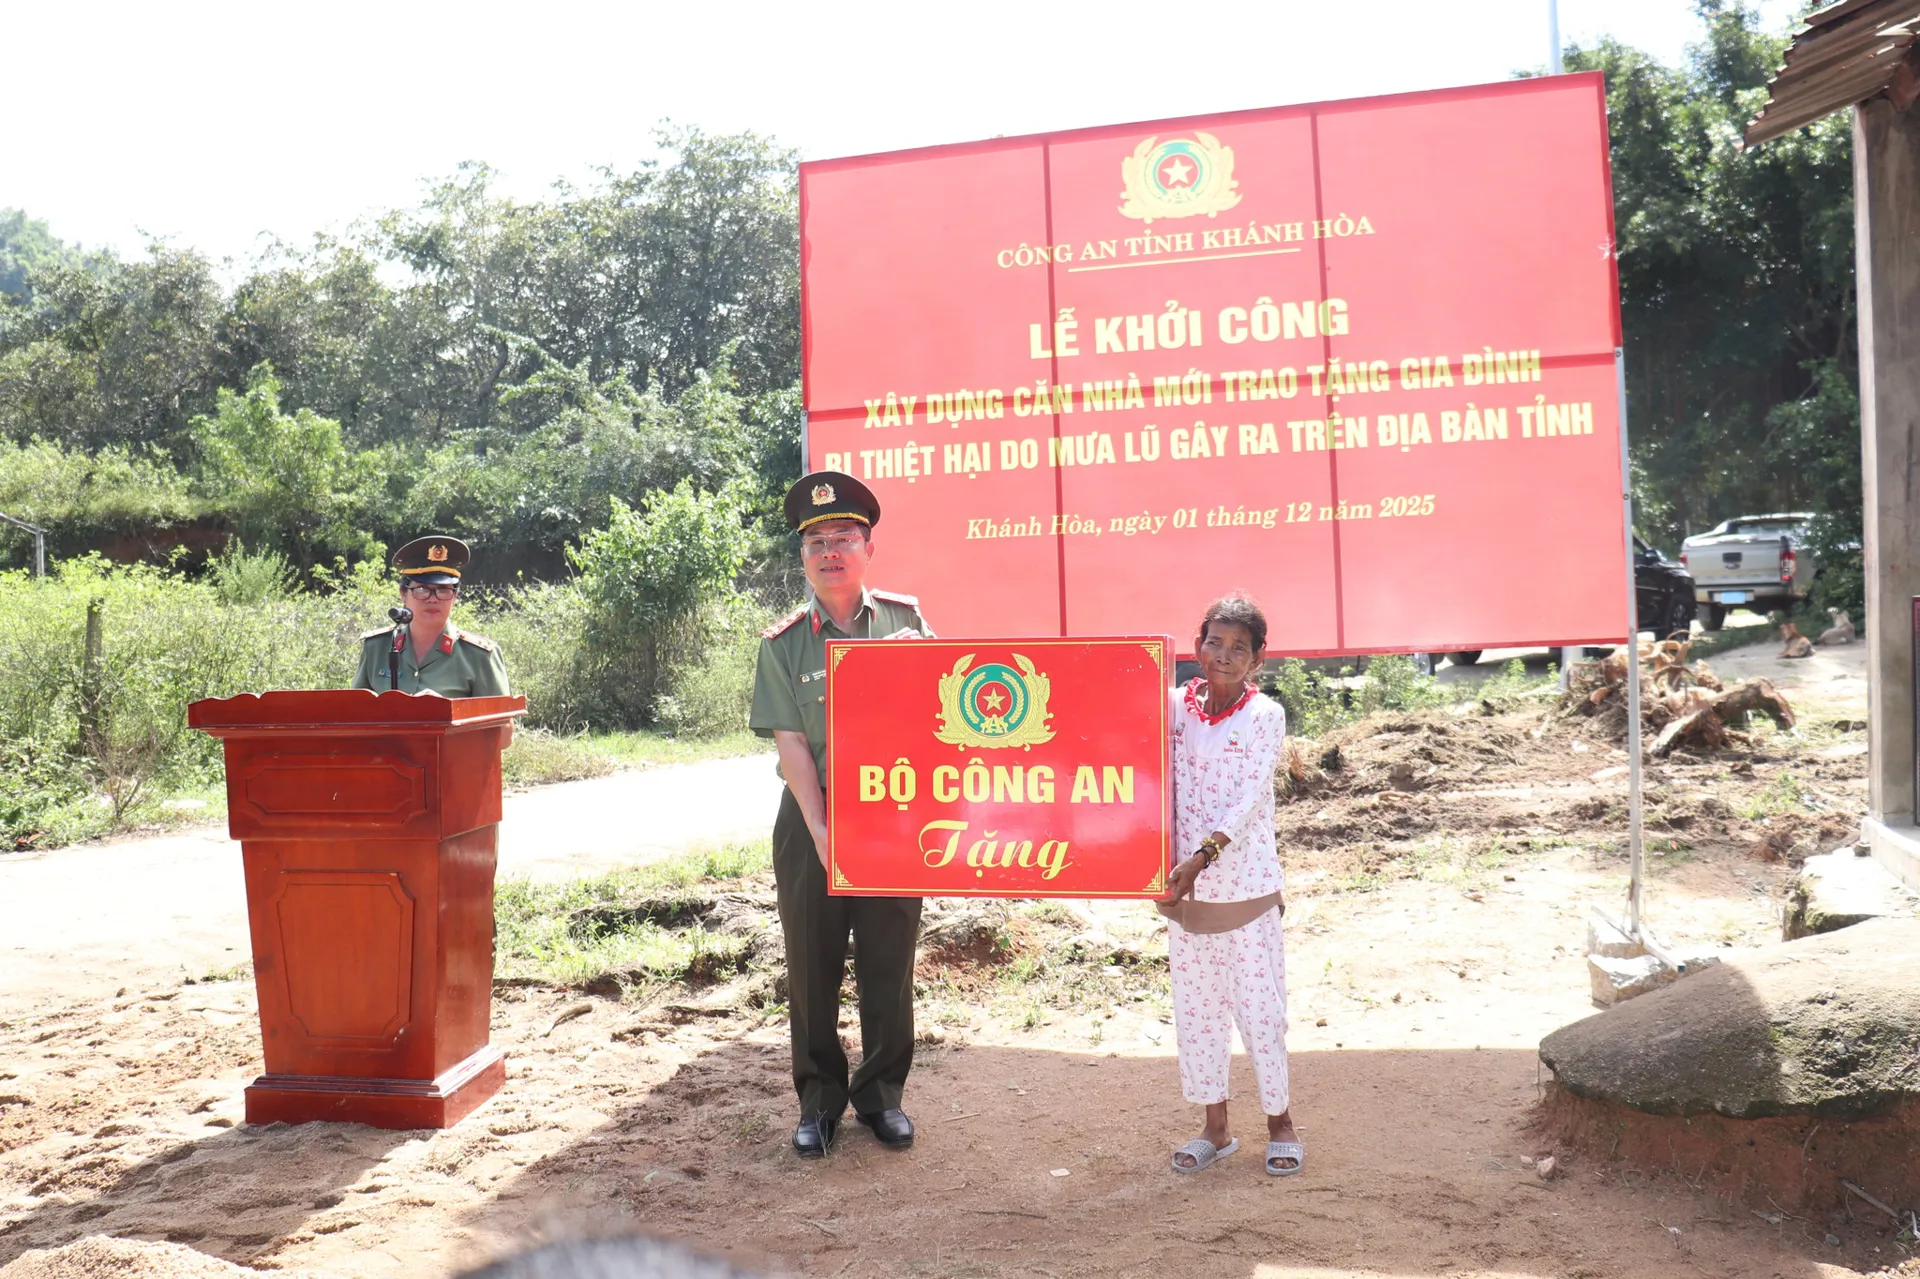 CÔNG AN TỈNH KHÁNH HÒA
LỄ KHỞI CÔNG
XÂY DỰNG CĂN NHÀ MỚI TRAO TẶNG GIA ĐÌNH
BỊ THIỆT HẠI DO MƯA LŨ GÂY RA TRÊN ĐỊA BÀN TỈNH
Khánh Hòa, ngày 01 tháng 12 năm 2025
BỘ CÔNG AN
Tặng